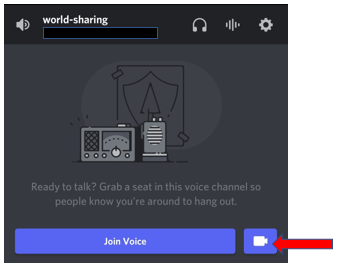 world-sharing
Ready to talk? Grab a seat in this voice channel so
people know you're around to hang out.
Join Voice